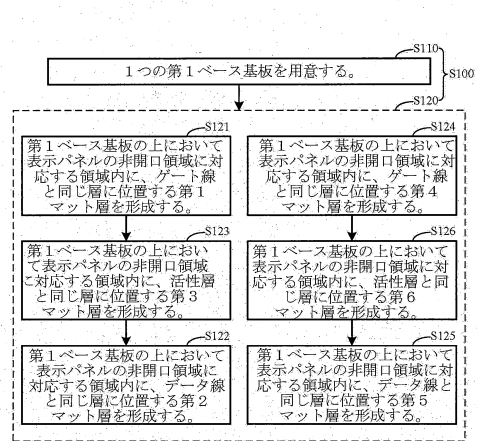 S110
1つの第1ベース基板を用意する。
S100
S120
S121
第1ベース基板の上において
表示パネルの非開口領域に対
応する領域内に、ゲート線
と同じ層に位置する第1
マット層を形成する。
S124
第1ベース基板の上において
表示パネルの非開口領域に対
応する領域内に、ゲート線
と同じ層に位置する第4
マット層を形成する。
S123
第1ベース基板の上におい
て表示パネルの非開口領域
に対応する領域内に、活性層
と同じ層に位置する第3
マット層を形成する。
S126
第1ベース基板の上において
表示パネルの非開口領域に対
応する領域内に、活性層と同
じ層に位置する第6
マット層を形成する。
S122
第1ベース基板の上において
表示パネルの非開口領域に
対応する領域内に、データ線
と同じ層に位置する第2
マット層を形成する。
S125
第1ベース基板の上において
表示パネルの非開口領域に対
応する領域内に、データ線と
同じ層に位置する第5
マット層を形成する。